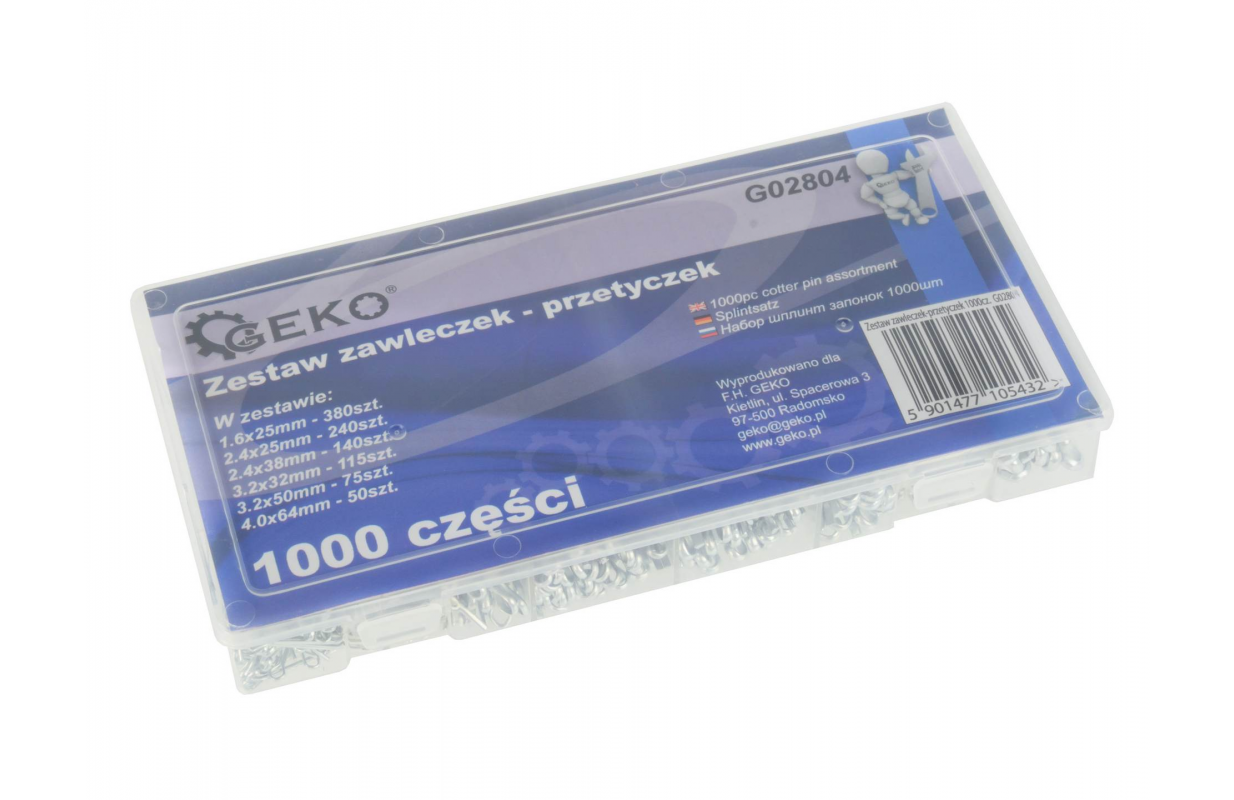 GEKO®
G02804
Zestaw zawleczek - przetyczek
W zestawie:
1.6x25mm - 380szt.
2.4x25mm - 240szt.
2.4x38mm - 140szt.
3.2x32mm - 115szt.
3.2x50mm - 75szt.
4.0x64mm - 50szt.
1000 części
1000pc cotter pin assortment
Splintsatz
Набор шплинт запонок 1000шт
Wyprodukowano dla
F.H. GEKO
Kietlin, ul. Spacerowa 3
97-500 Radomsko
geko@geko.pl
www.geko.pl
Zestaw zawleczek-przetyczek 1000cz. G02804
5 901477 105432 >